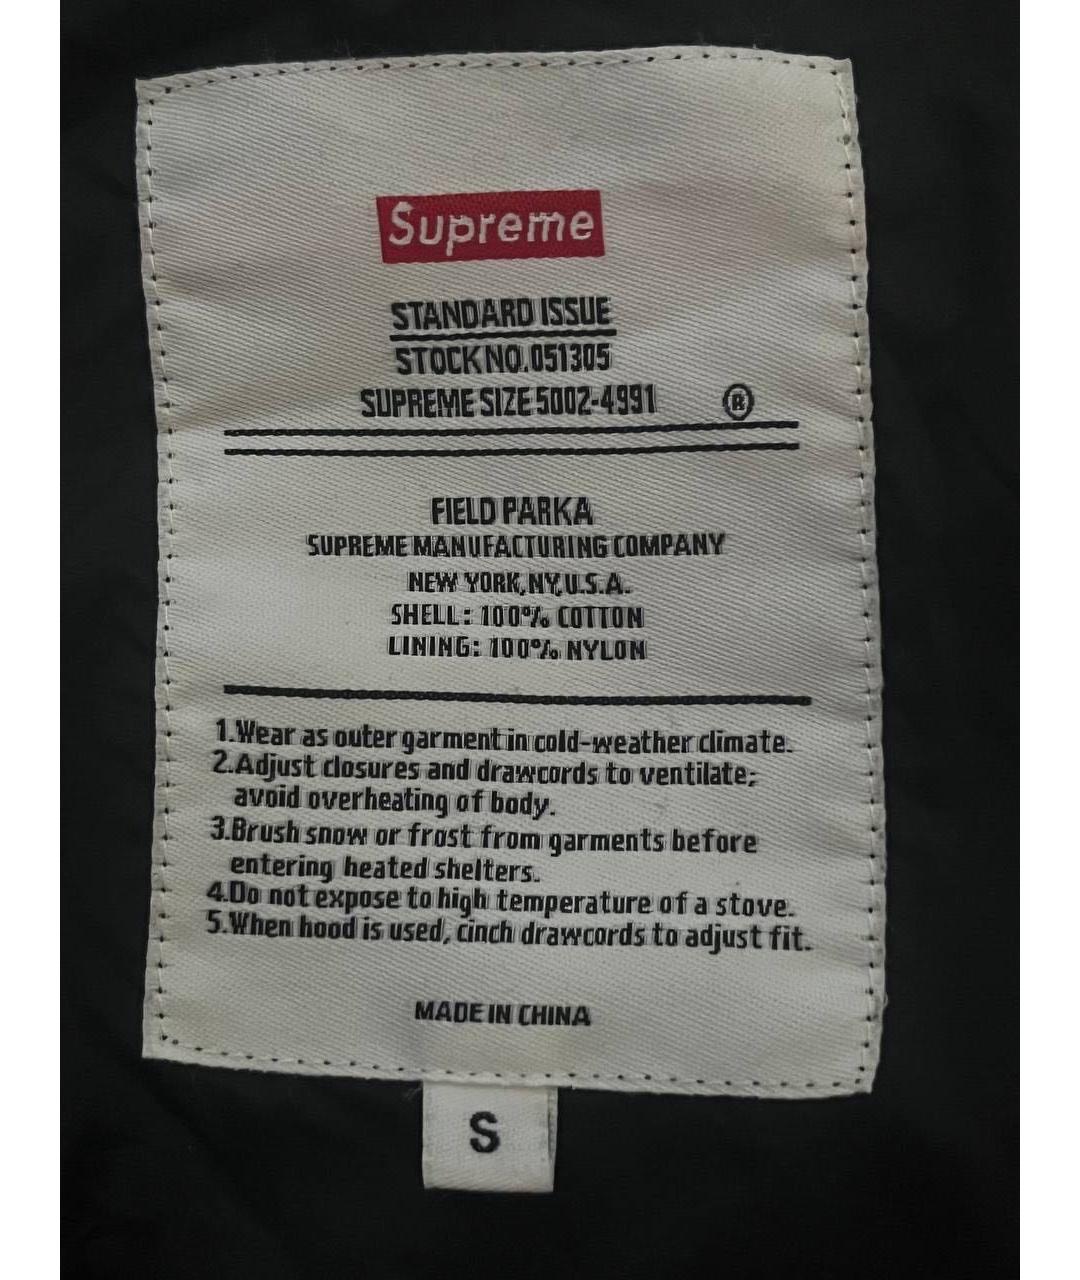 Supreme
STANDARD ISSUE
STOCK NO.051305
SUPREME SIZE 5002-4991 ®
FIELD PARKA
SUPREME MANUFACTURING COMPANY
NEW YORK, NY, U.S.A.
SHELL: 100% COTTON
LINING: 100% NYLON
1.Wear as outer garment in cold-weather climate.
2.Adjust closures and drawcords to ventilate;
avoid overheating of body.
3.Brush snow or frost from garments before
entering heated shelters.
4.Do not expose to high temperature of a stove.
5.When hood is used, cinch drawcords to adjust fit.
MADE IN CHINA
S